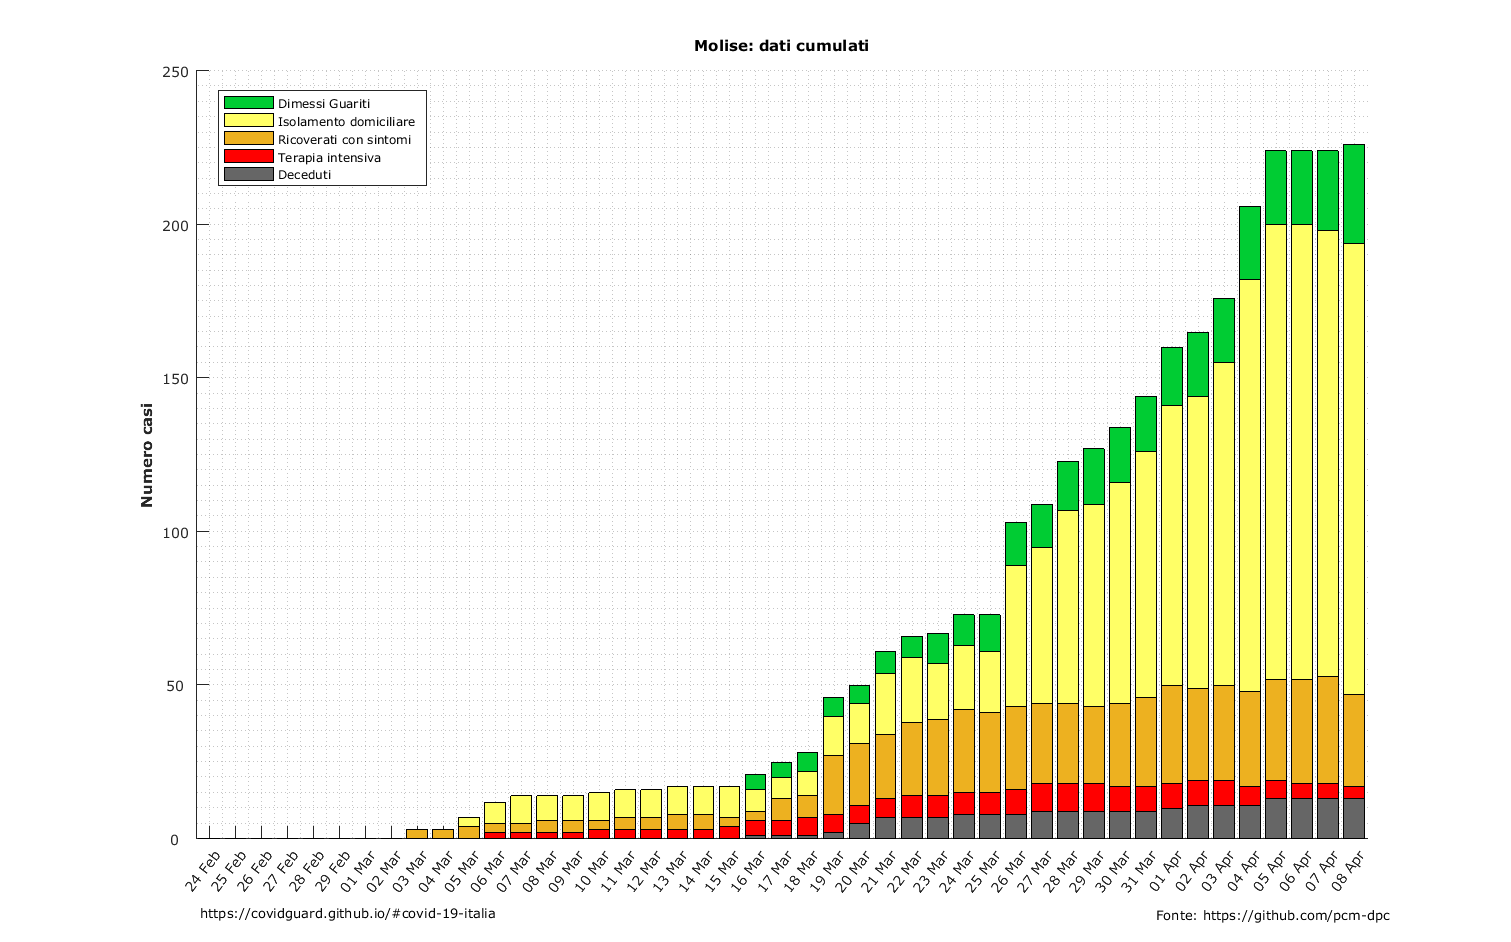 Molise: dati cumulati
250
200
150
100
50
0
Numero casi
Dimessi Guariti
Isolamento domiciliare
Ricoverati con sintomi
Terapia intensiva
Deceduti
24 Feb
25 Feb
26 Feb
27 Feb
28 Feb
29 Feb
01 Mar
02 Mar
03 Mar
04 Mar
05 Mar
06 Mar
07 Mar
08 Mar
09 Mar
10 Mar
11 Mar
12 Mar
13 Mar
14 Mar
15 Mar
16 Mar
17 Mar
18 Mar
19 Mar
20 Mar
21 Mar
22 Mar
23 Mar
24 Mar
25 Mar
26 Mar
27 Mar
28 Mar
29 Mar
30 Mar
31 Mar
01 Apr
02 Apr
03 Apr
04 Apr
05 Apr
06 Apr
07 Apr
08 Apr
https://covidguard.github.io/#covid-19-italia
Fonte: https://github.com/pcm-dpc